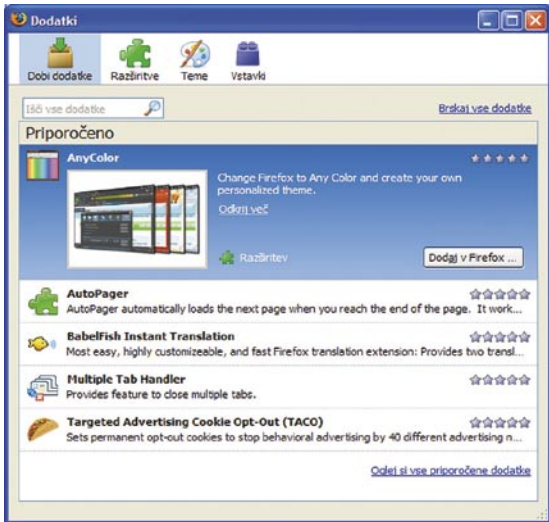 Dodatki
Dobi dodatke Razširitve Teme Vstavki
Išči vse dodatke
Brskaj vse dodatke
Priporočeno
AnyColor
Change Firefox to Any Color and create your own
personalized theme.
Odkrij več
Razširitev
Dodaj v Firefox ...
AutoPager
AutoPager automatically loads the next page when you reach the end of the page. It work...
BabelFish Instant Translation
Most easy, highly customizeable, and fast Firefox translation extension: Provides two transl...
Multiple Tab Handler
Provides feature to close multiple tabs.
Targeted Advertising Cookie Opt-Out (TACO)
Sets permanent opt-out cookies to stop behavioral advertising by 40 different advertising n...
Oglej si vse priporočene dodatke